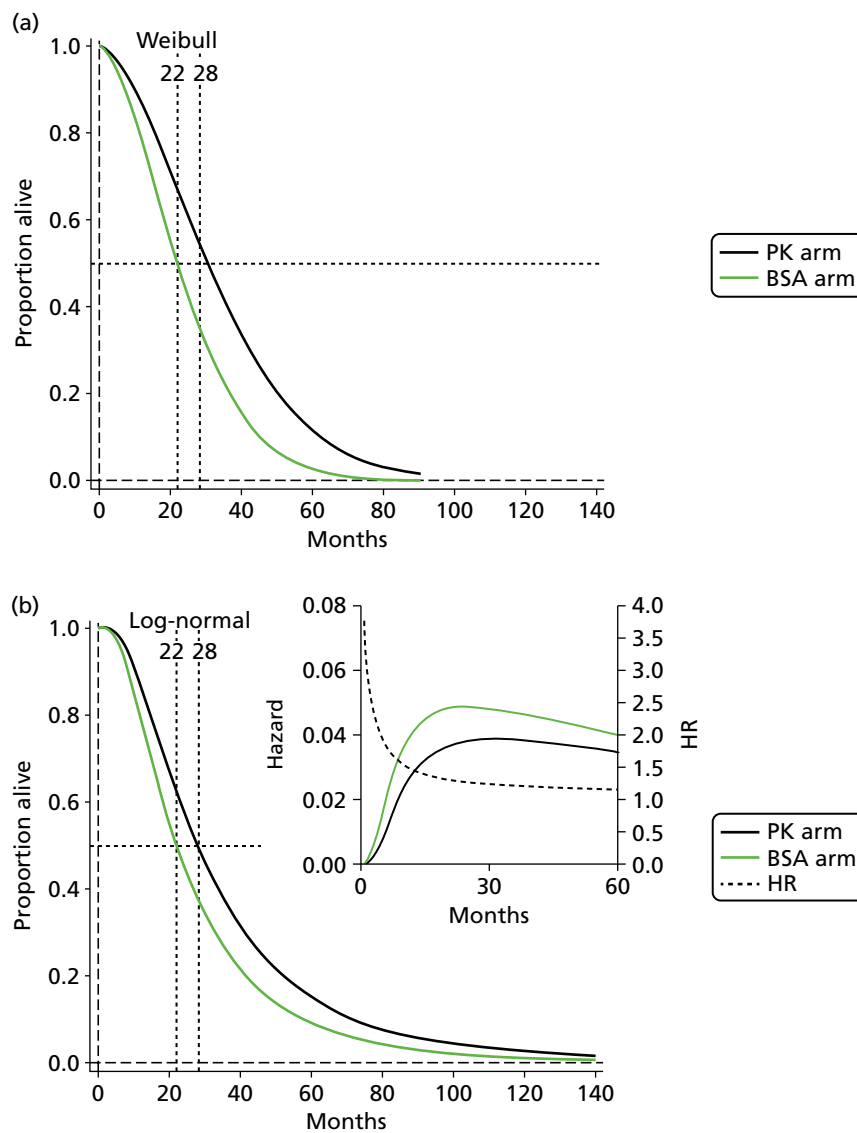 (a)
Weibull
22 28
1.0
0.8
0.6
0.4
0.2
0.0
Proportion alive
0 20 40 60 80 100 120 140
Months
PK arm
BSA arm
(b)
Log-normal
22 28
1.0
0.8
0.6
0.4
0.2
0.0
Proportion alive
0 20 40 60 80 100 120 140
Months
0.08
0.06
0.04
0.02
0.00
Hazard
4.0
3.5
3.0
2.5
2.0
1.5
1.0
0.5
0.0
HR
0 30 60
Months
PK arm
BSA arm
HR